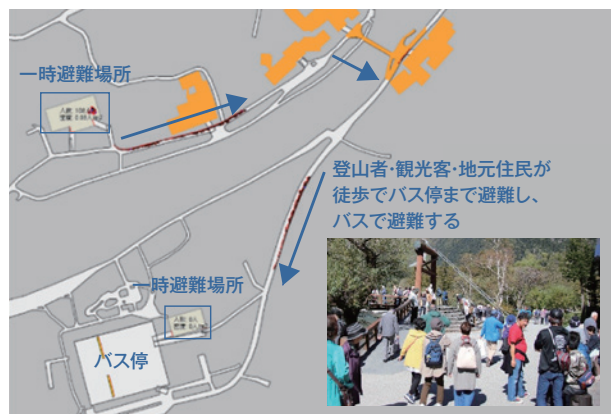 一時避難場所
登山者・観光客・地元住民が
徒歩でバス停まで避難し、
バスで避難する
一時避難場所
バス停